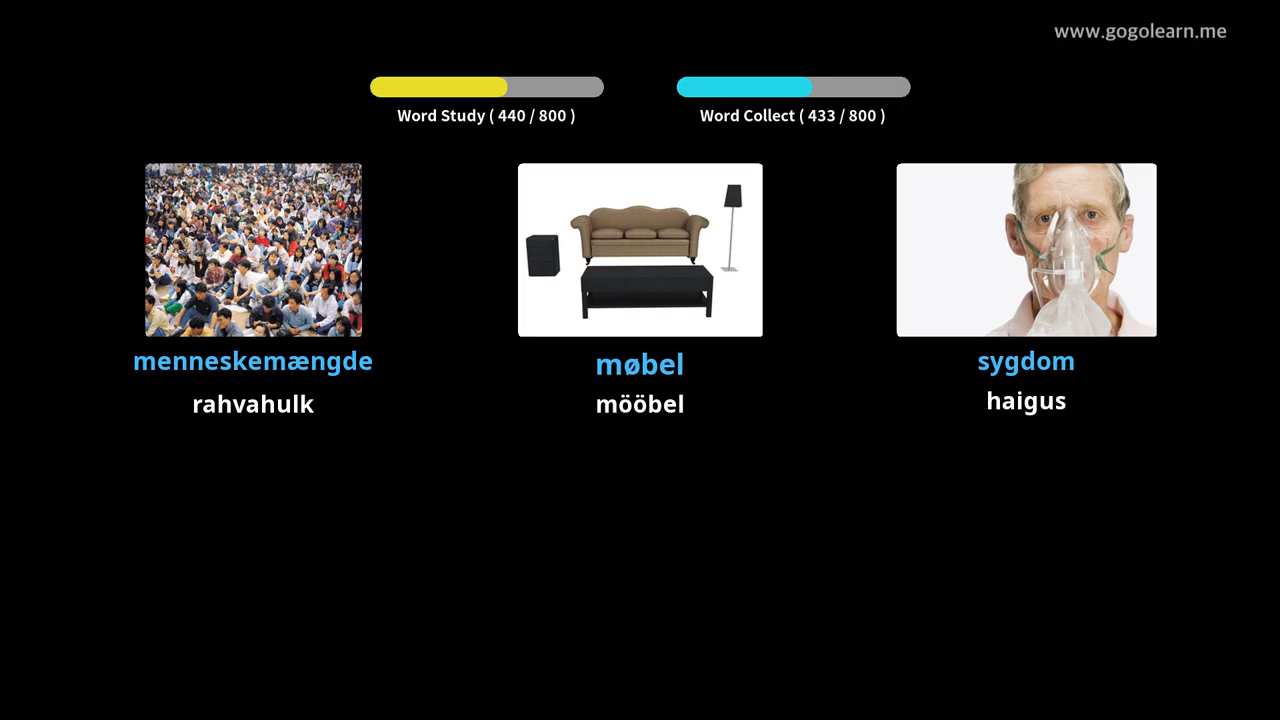 www.gogolearn.me
Word Study ( 440 / 800 )
Word Collect ( 433 / 800 )
menneskemængde
rahvahulk
møbel
mööbel
sygdom
haigus